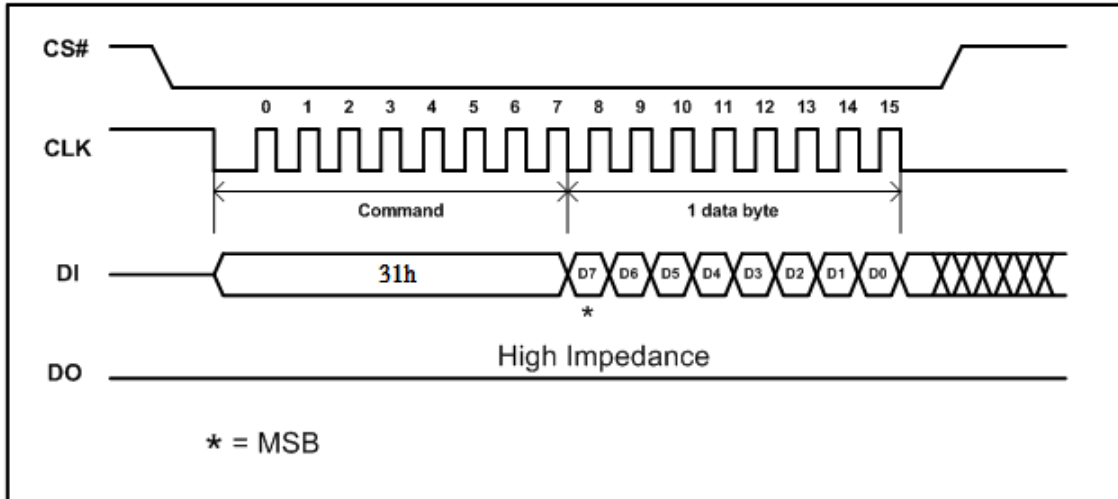 CS#
0 1 2 3 4 5 6 7 8 9 10 11 12 13 14 15
CLK
Command 1 data byte
DI 31h D7 D6 D5 D4 D3 D2 D1 D0
*
High Impedance
DO
* = MSB